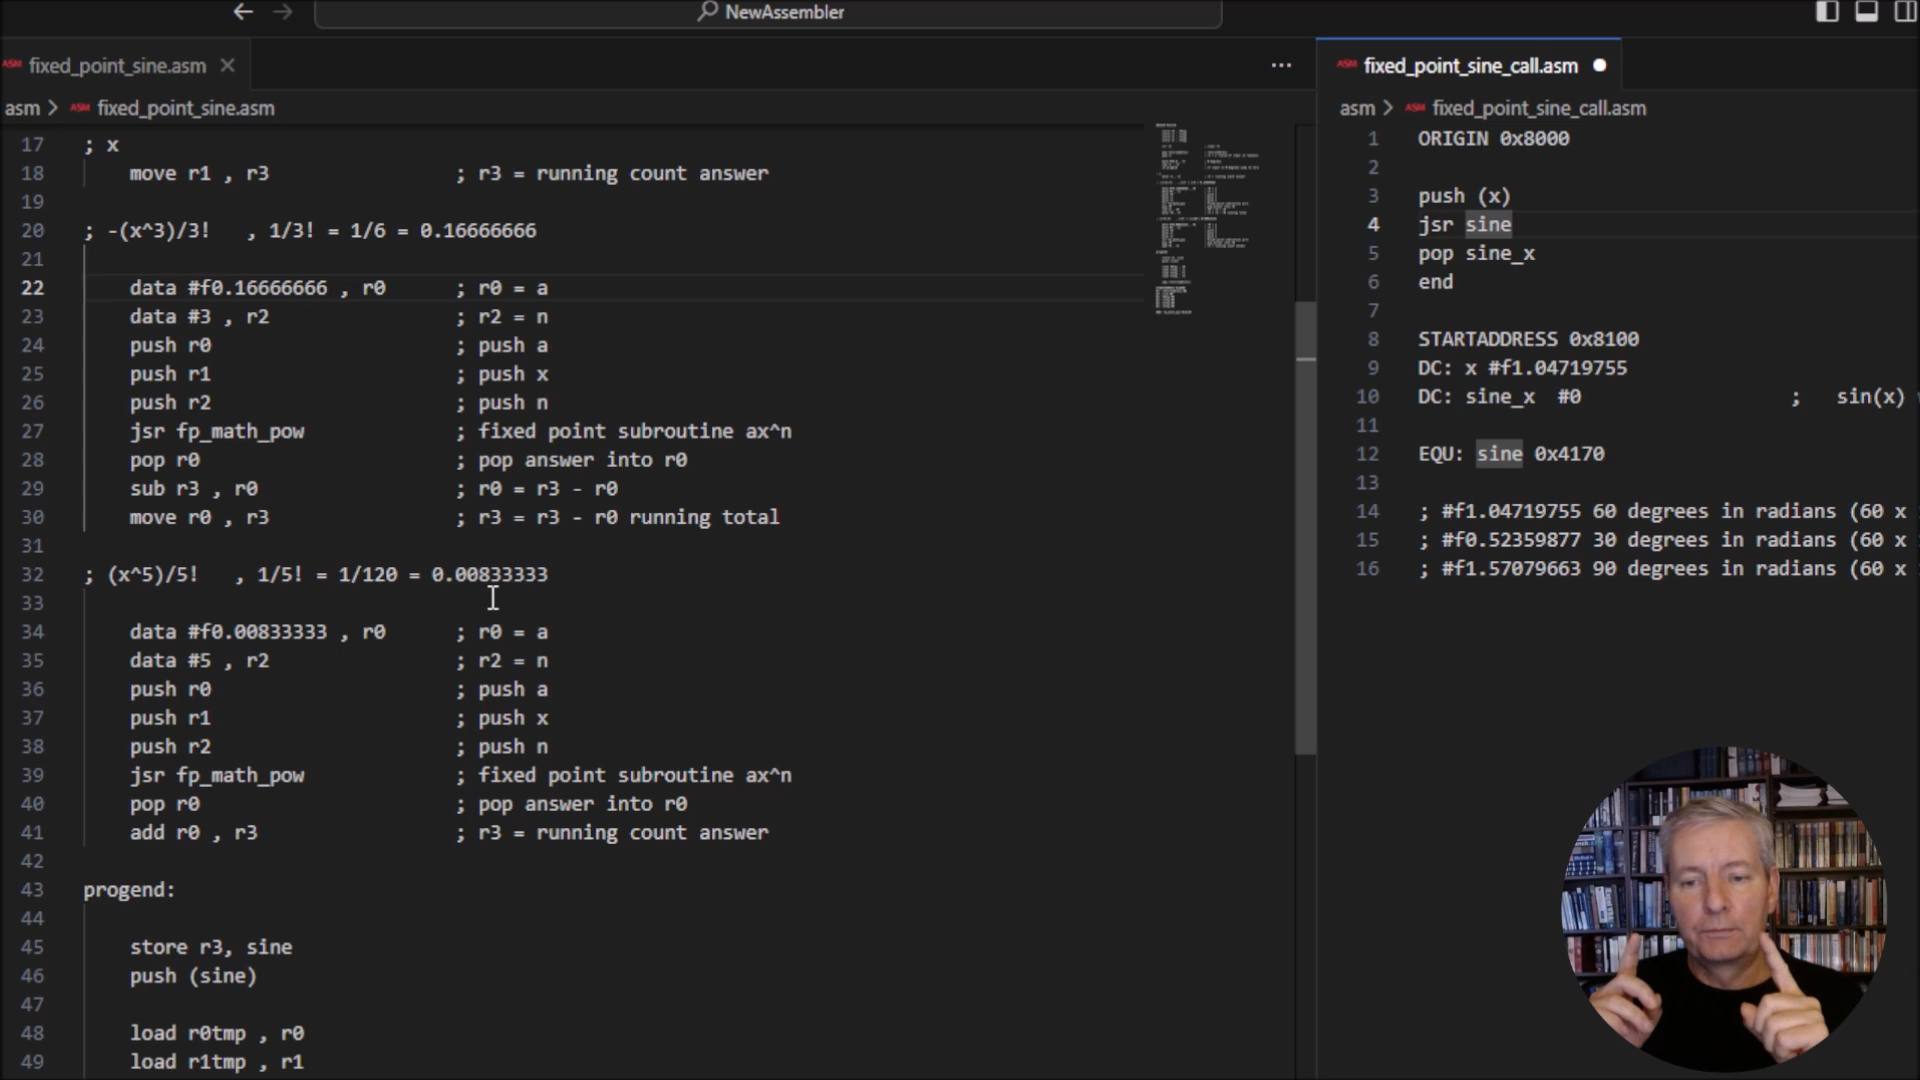 NewAssembler
ASM fixed_point_sine.asm
asm > ASM fixed_point_sine.asm
17 ; x
18 move r1 , r3 ; r3 = running count answer
19
20 ; -(x^3)/3! , 1/3! = 1/6 = 0.16666666
21
22 data #f0.16666666 , r0 ; r0 = a
23 data #3 , r2 ; r2 = n
24 push r0 ; push a
25 push r1 ; push x
26 push r2 ; push n
27 jsr fp_math_pow ; fixed point subroutine ax^n
28 pop r0 ; pop answer into r0
29 sub r3 , r0 ; r0 = r3 - r0
30 move r0 , r3 ; r3 = r3 - r0 running total
31
32 ; (x^5)/5! , 1/5! = 1/120 = 0.00833333
33
34 data #f0.00833333 , r0 ; r0 = a
35 data #5 , r2 ; r2 = n
36 push r0 ; push a
37 push r1 ; push x
38 push r2 ; push n
39 jsr fp_math_pow ; fixed point subroutine ax^n
40 pop r0 ; pop answer into r0
41 add r0 , r3 ; r3 = running count answer
42
43 progend:
44
45 store r3, sine
46 push (sine)
47
48 load r0tmp , r0
49 load r1tmp , r1
ASM fixed_point_sine_call.asm
asm > ASM fixed_point_sine_call.asm
1 ORIGIN 0x8000
2
3 push (x)
4 jsr sine
5 pop sine_x
6 end
7
8 STARTADDRESS 0x8100
9 DC: x #f1.04719755
10 DC: sine_x #0 ; sin(x)
11
12 EQU: sine 0x4170
13
14 ; #f1.04719755 60 degrees in radians (60 x
15 ; #f0.52359877 30 degrees in radians (60 x
16 ; #f1.57079663 90 degrees in radians (60 x